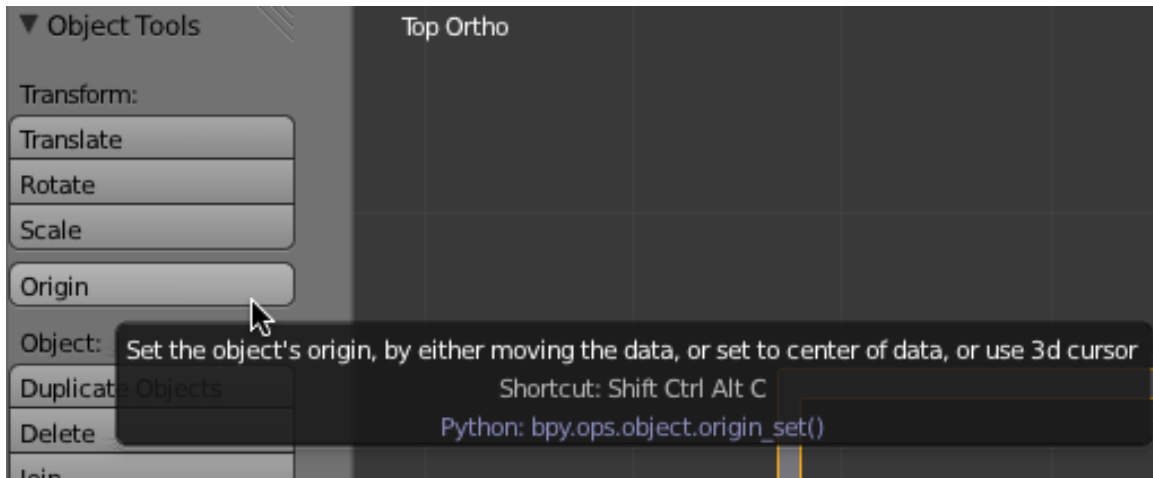 Object Tools
Top Ortho
Transform:
Translate
Rotate
Scale
Origin
Object:
Set the object's origin, by either moving the data, or set to center of data, or use 3d cursor
Duplicate Objects
Shortcut: Shift Ctrl Alt C
Delete
Python: bpy.ops.object.origin_set()
Join